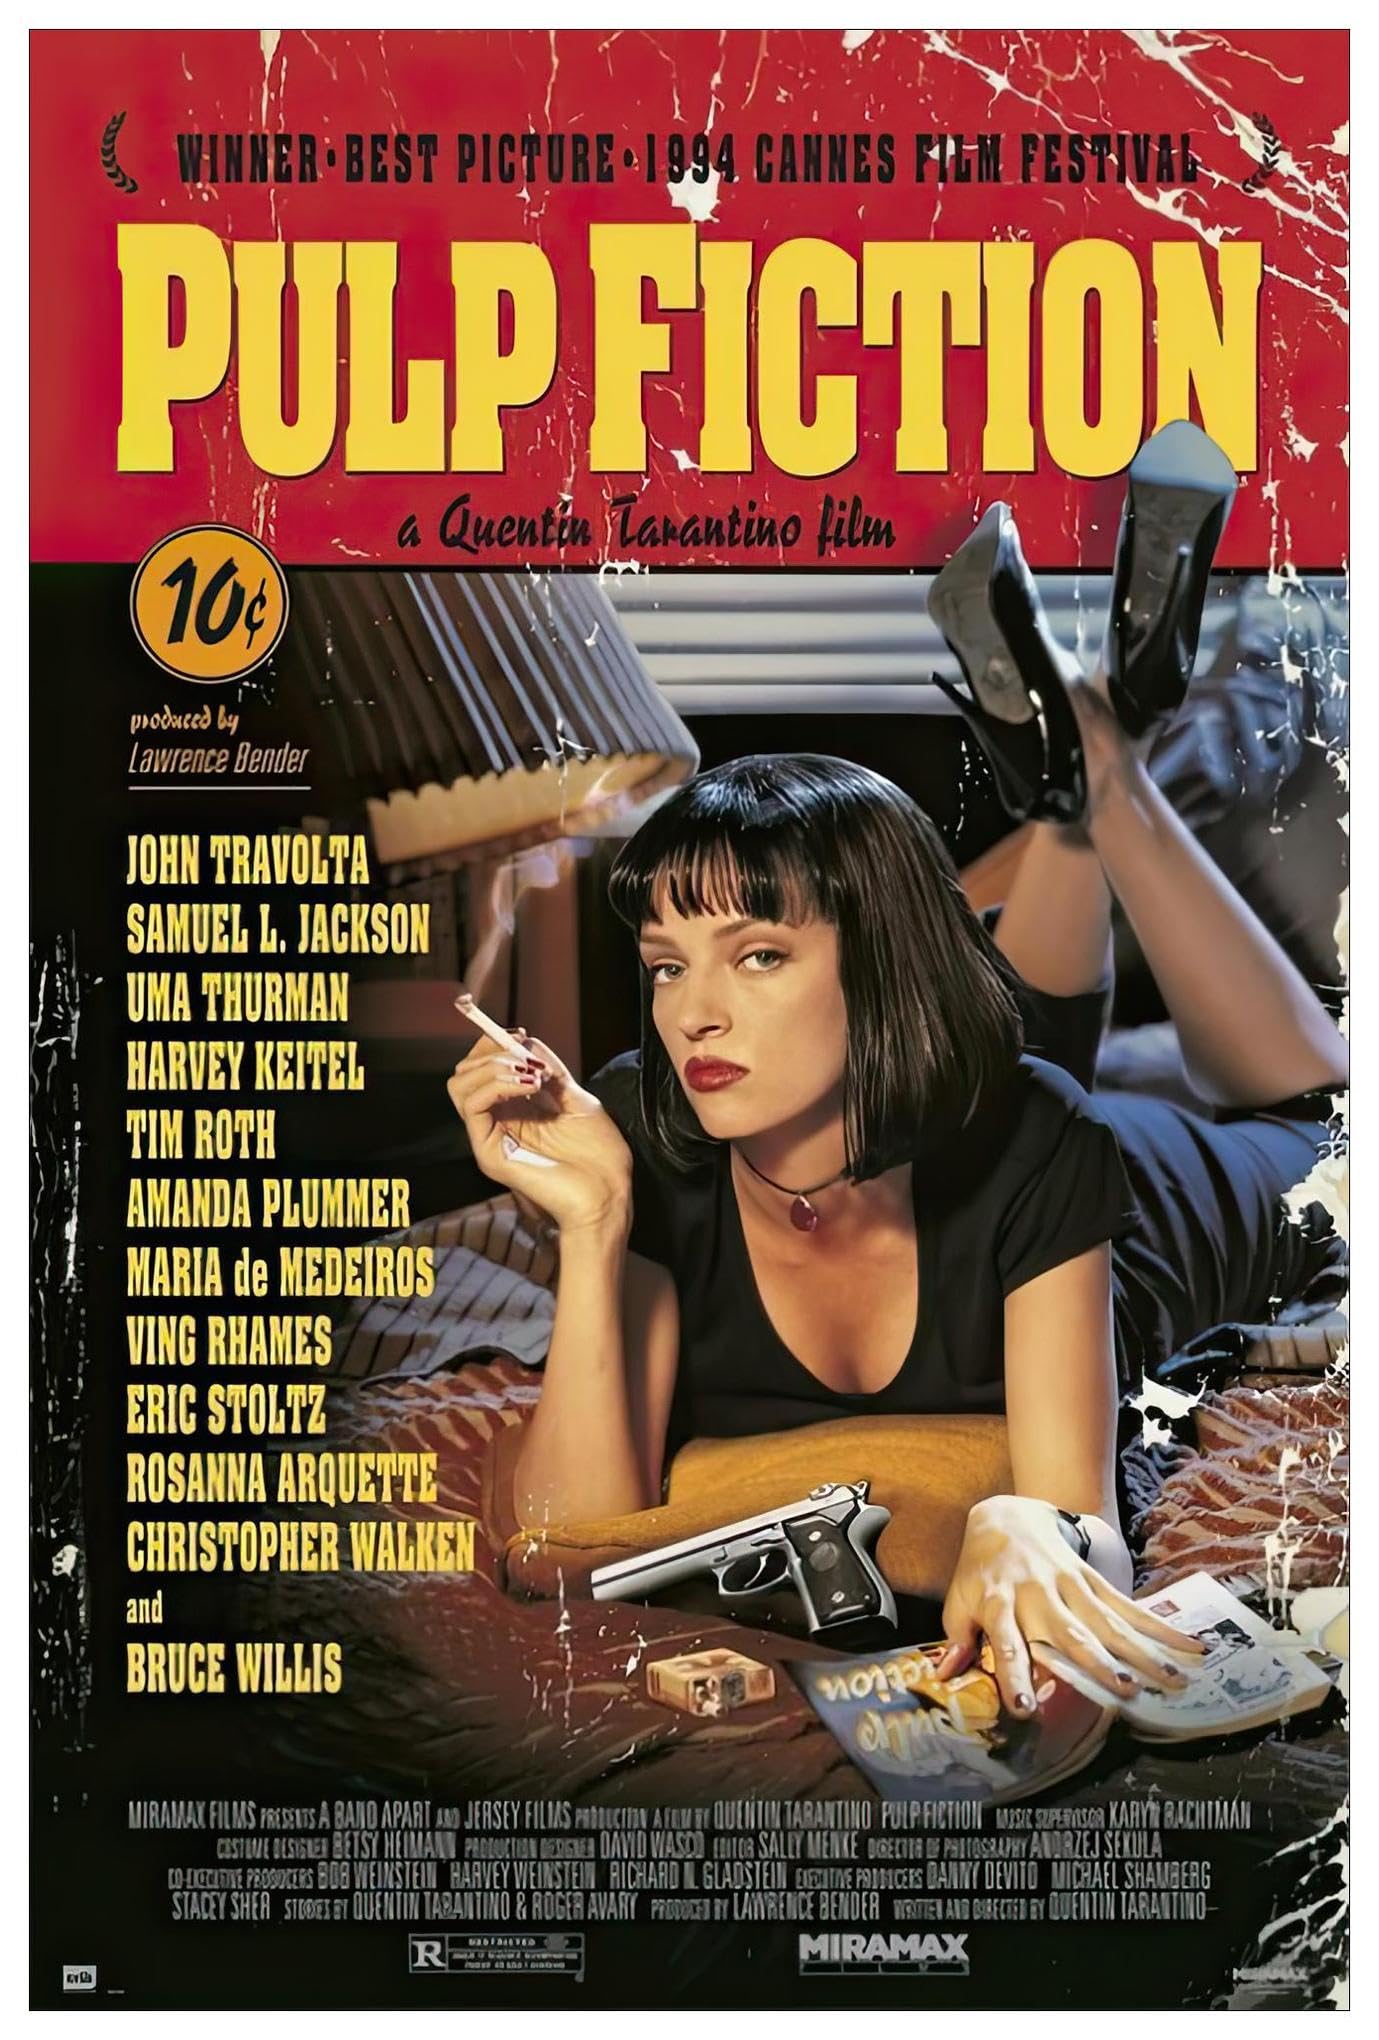 WINNER•BEST PICTURE•1994 CANNES FILM FESTIVAL
PULP FICTION
a Quentin Tarantino film
10¢
produced by
Lawrence Bender
JOHN TRAVOLTA
SAMUEL L. JACKSON
UMA THURMAN
HARVEY KEITEL
TIM ROTH
AMANDA PLUMMER
MARIA de MEDEIROS
VING RHAMES
ERIC STOLTZ
ROSANNA ARQUETTE
CHRISTOPHER WALKEN
and
BRUCE WILLIS
Pulp
Fiction
MIRAMAX FILMS PRESENTS A BAND APART AND JERSEY FILMS PRODUCTION A FILM BY QUENTIN TARANTINO PULP FICTION MUSIC SUPERVISOR KARYN RACHTMAN
COSTUME DESIGNER BETSY HEIMANN PRODUCTION DESIGNER DAVID WASCO EDITOR SALLY MENKE DIRECTOR OF PHOTOGRAPHY ANDRZEJ SEKULA
CO-EXECUTIVE PRODUCERS BOB WEINSTEIN HARVEY WEINSTEIN RICHARD N. GLADSTEIN EXECUTIVE PRODUCERS DANNY DEVITO MICHAEL SHAMBERG
STACEY SHER STORIES BY QUENTIN TARANTINO & ROGER AVARY PRODUCED BY LAWRENCE BENDER WRITTEN AND DIRECTED BY QUENTIN TARANTINO
R RESTRICTED
MIRAMAX
MIRAMAX